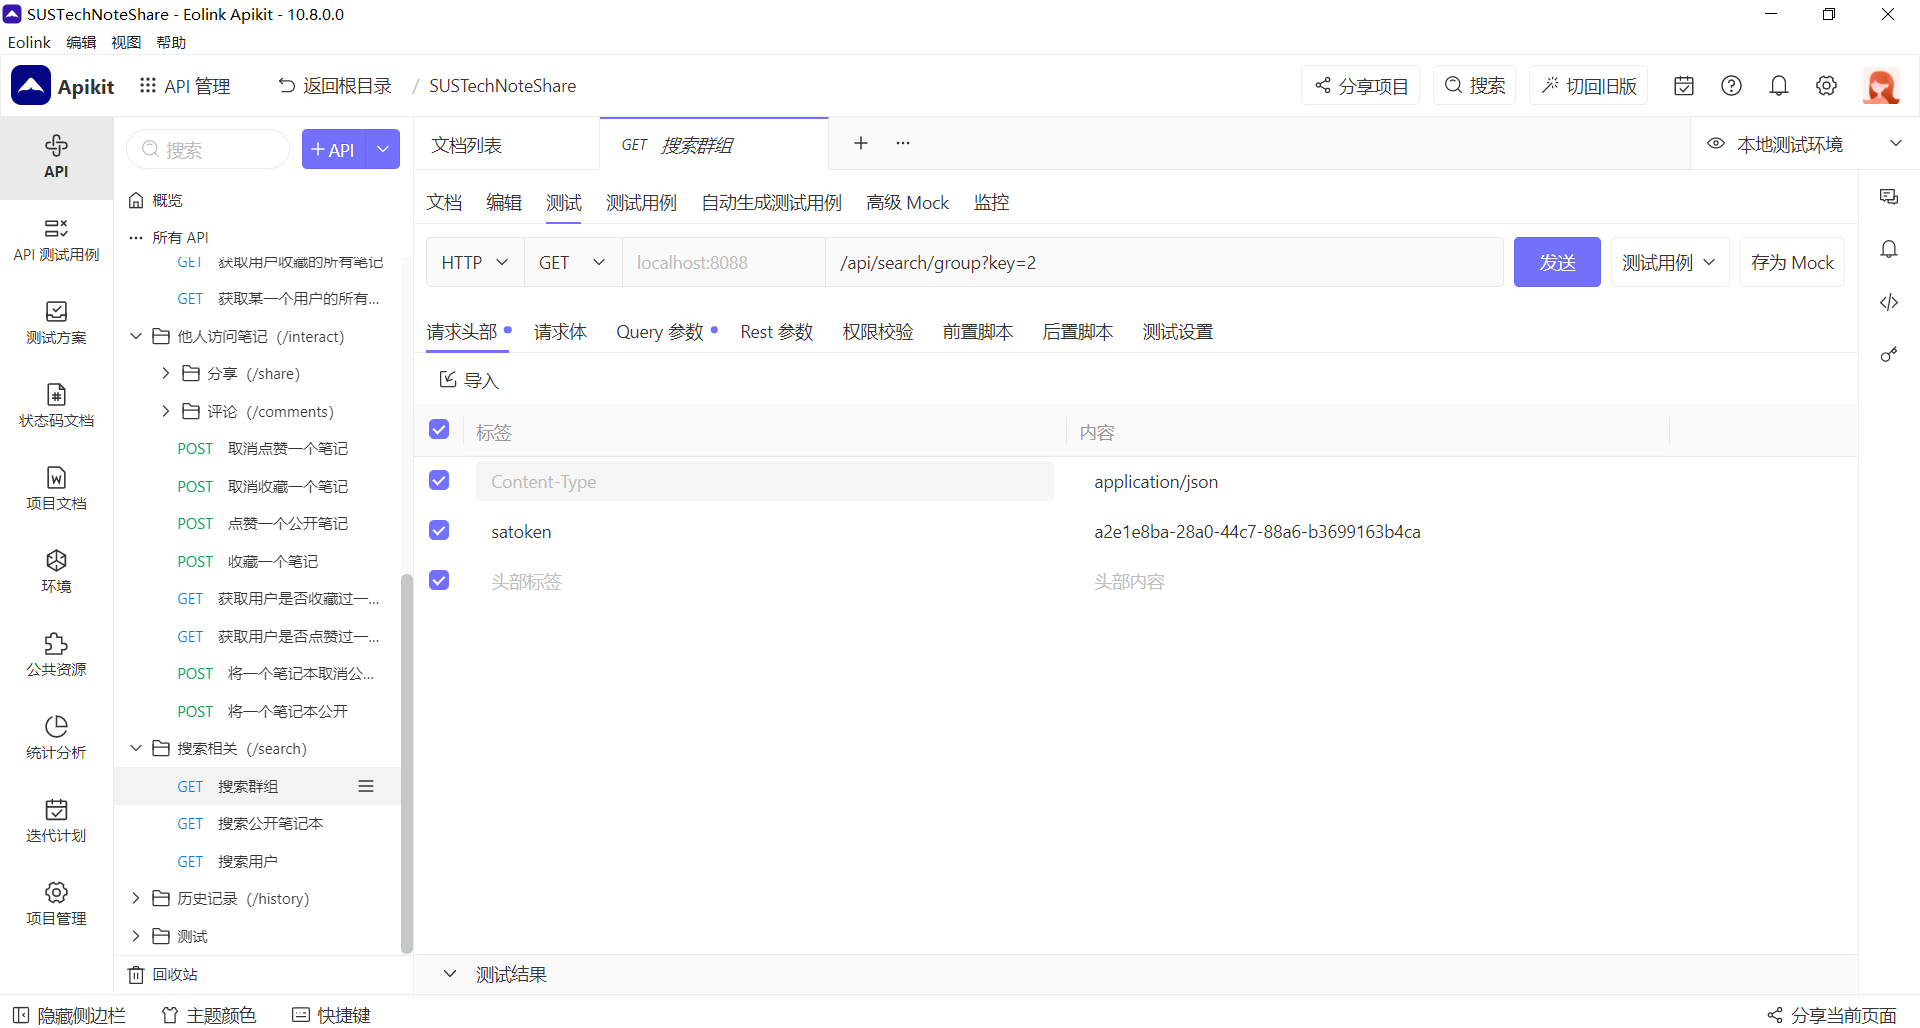 SUSTechNoteShare - Eolink Apikit - 10.8.0.0
Eolink 编辑 视图 帮助
Apikit API 管理 返回根目录 / SUSTechNoteShare 分享项目 搜索 切回旧版
API
API 测试用例
测试方案
状态码文档
项目文档
环境
公共资源
统计分析
迭代计划
项目管理
搜索 +API
概览
所有 API
GET 获取用户收藏的所有笔记
GET 获取某一个用户的所有...
他人访问笔记 (/interact)
分享 (/share)
评论 (/comments)
POST 取消点赞一个笔记
POST 取消收藏一个笔记
POST 点赞一个公开笔记
POST 收藏一个笔记
GET 获取用户是否收藏过一...
GET 获取用户是否点赞过一...
POST 将一个笔记本取消公...
POST 将一个笔记本公开
搜索相关 (/search)
GET 搜索群组
GET 搜索公开笔记本
GET 搜索用户
历史记录 (/history)
测试
回收站
文档列表 GET 搜索群组 + ... 本地测试环境
文档 编辑 测试 测试用例 自动生成测试用例 高级 Mock 监控
HTTP GET localhost:8088 /api/search/group?key=2 发送 测试用例 存为 Mock
请求头部 请求体 Query 参数 Rest 参数 权限校验 前置脚本 后置脚本 测试设置
导入
标签 内容
Content-Type application/json
satoken a2e1e8ba-28a0-44c7-88a6-b3699163b4ca
头部标签 头部内容
测试结果
隐藏侧边栏 主题颜色 快捷键 分享当前页面